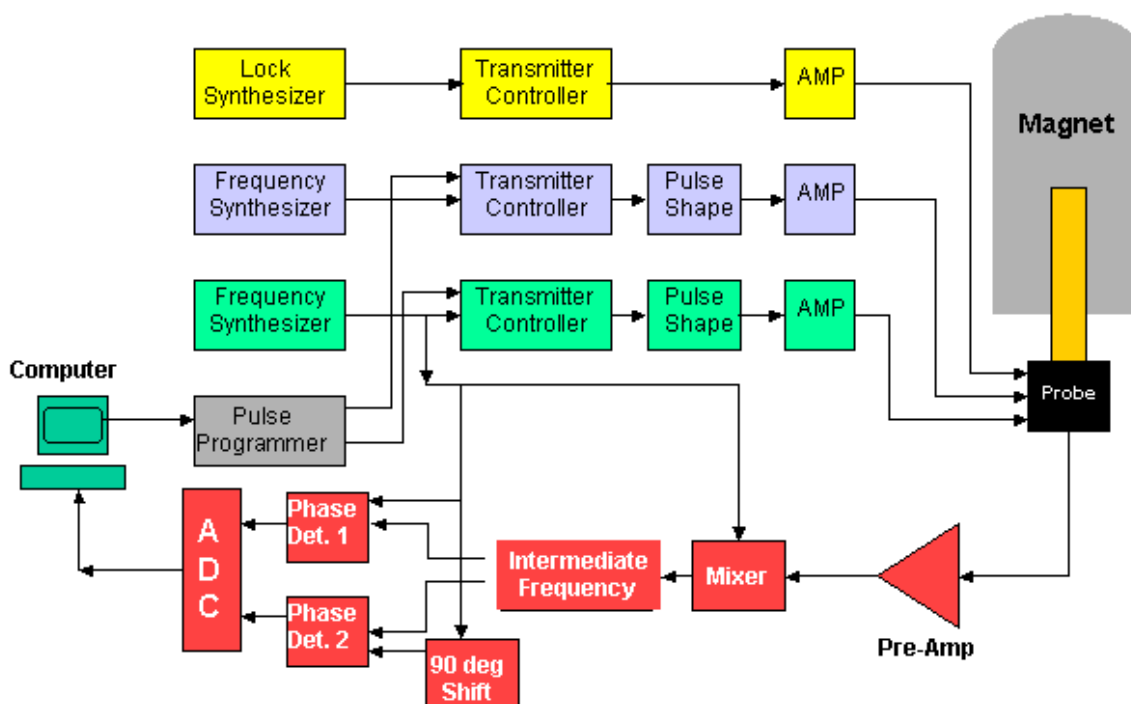 Lock
Synthesizer
Transmitter
Controller
AMP
Magnet
Frequency
Synthesizer
Transmitter
Controller
Pulse
Shape
AMP
Frequency
Synthesizer
Transmitter
Controller
Pulse
Shape
AMP
Computer
Pulse
Programmer
Probe
A
D
C
Phase
Det. 1
Phase
Det. 2
90 deg
Shift
Intermediate
Frequency
Mixer
Pre-Amp